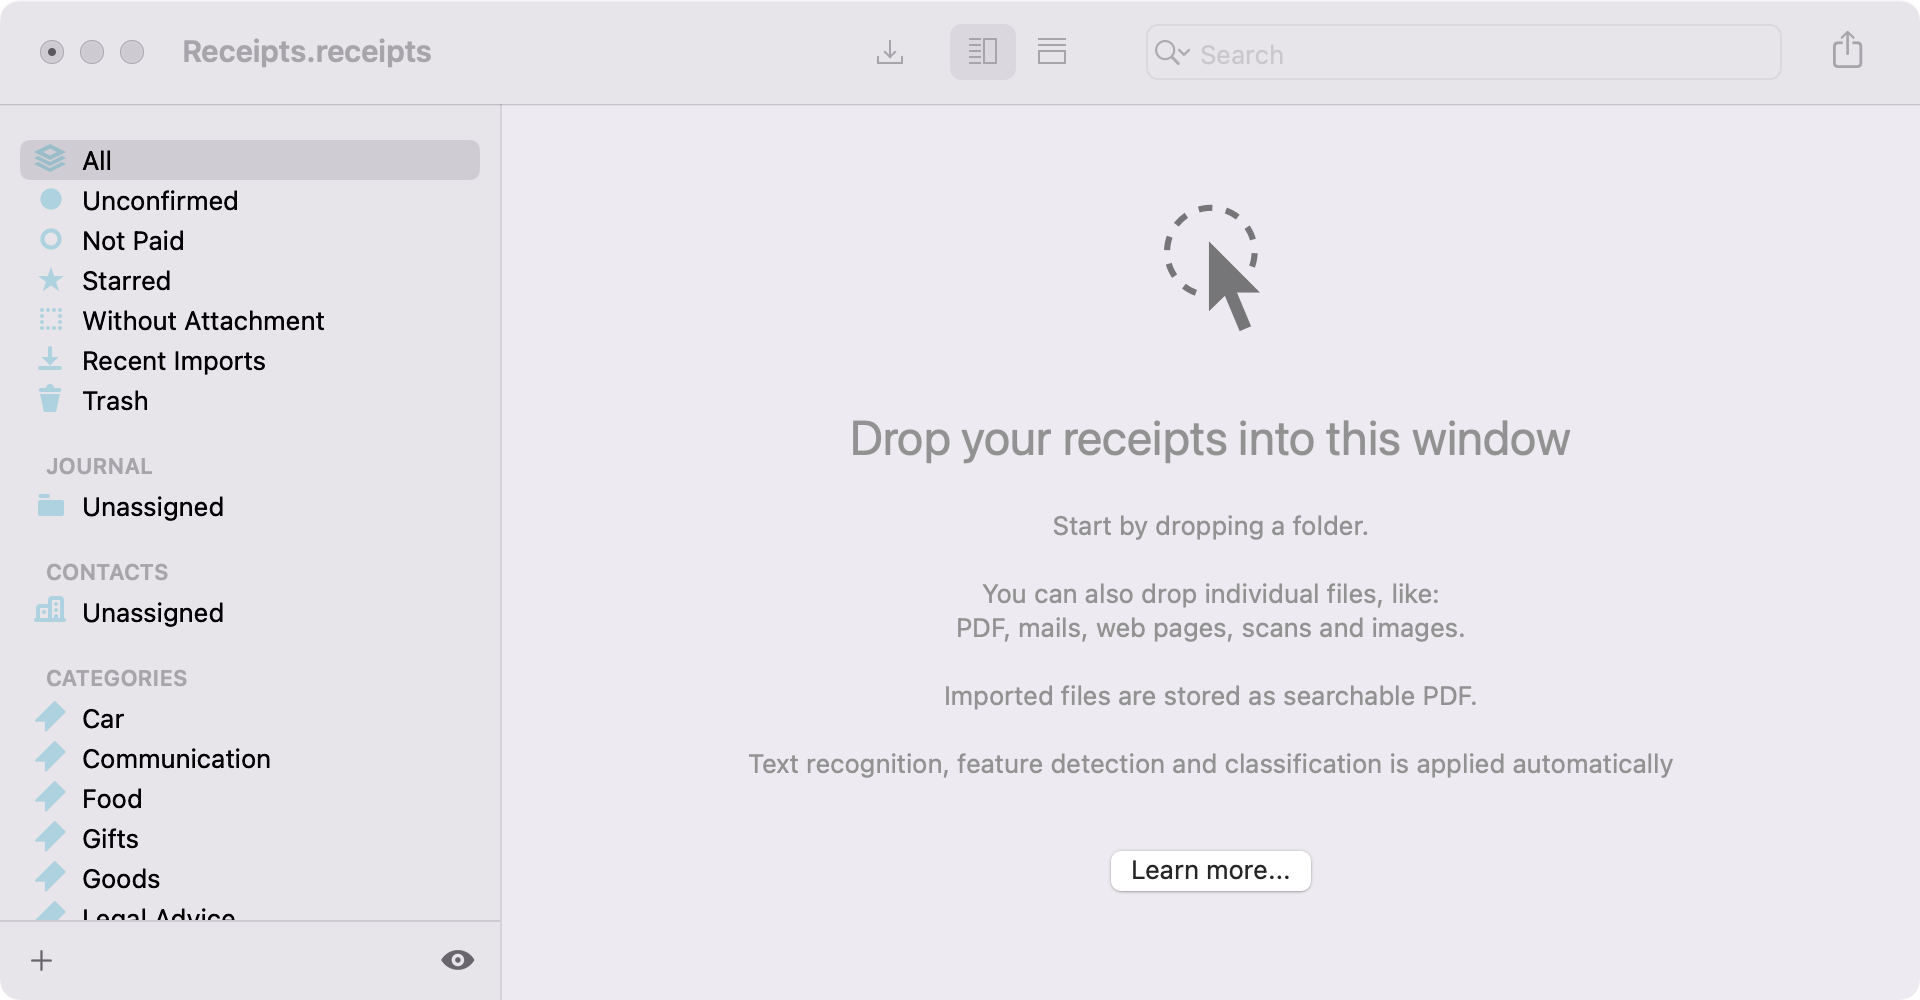 Receipts.receipts
Search
All
Unconfirmed
Not Paid
Starred
Without Attachment
Recent Imports
Trash
JOURNAL
Unassigned
CONTACTS
Unassigned
CATEGORIES
Car
Communication
Food
Gifts
Goods
Legal Advice
Drop your receipts into this window
Start by dropping a folder.
You can also drop individual files, like:
PDF, mails, web pages, scans and images.
Imported files are stored as searchable PDF.
Text recognition, feature detection and classification is applied automatically
Learn more...